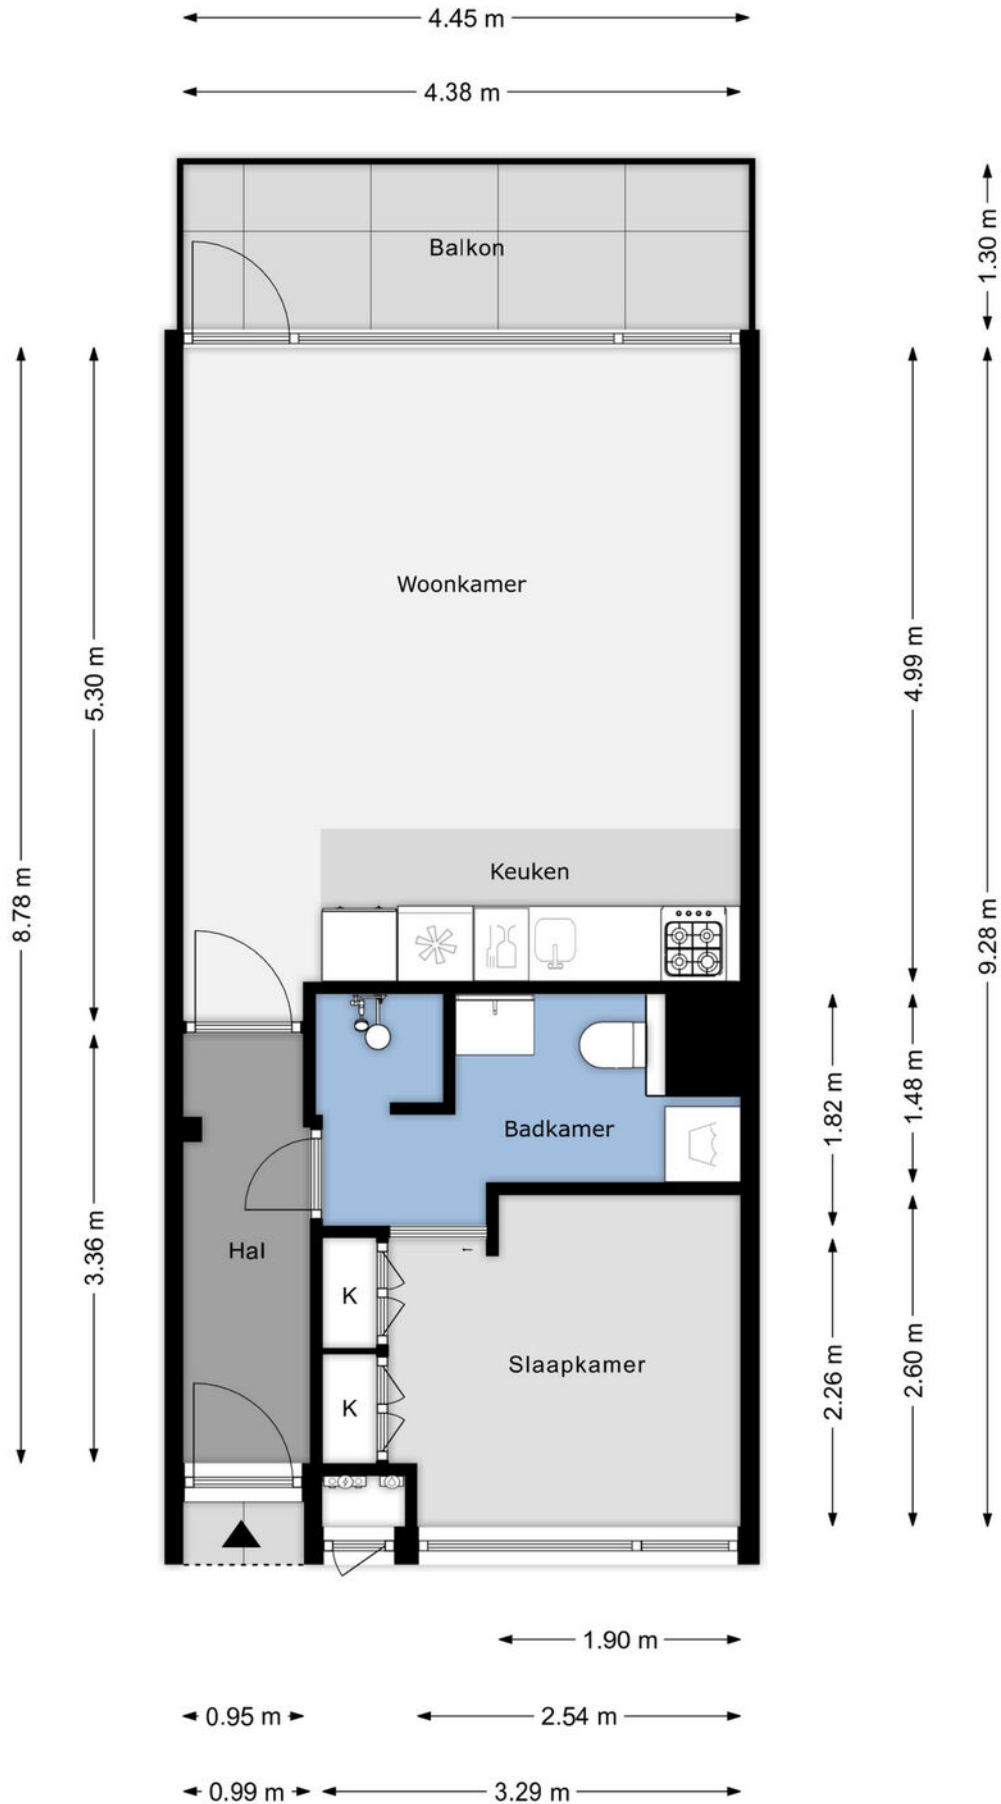 4.45 m
4.38 m
Balkon
1.30 m
Woonkamer
5.30 m
4.99 m
Keuken
8.78 m
9.28 m
1.82 m
1.48 m
Badkamer
3.36 m
Hal
K
Slaapkamer
2.26 m
2.60 m
K
1.90 m
0.95 m
2.54 m
0.99 m
3.29 m